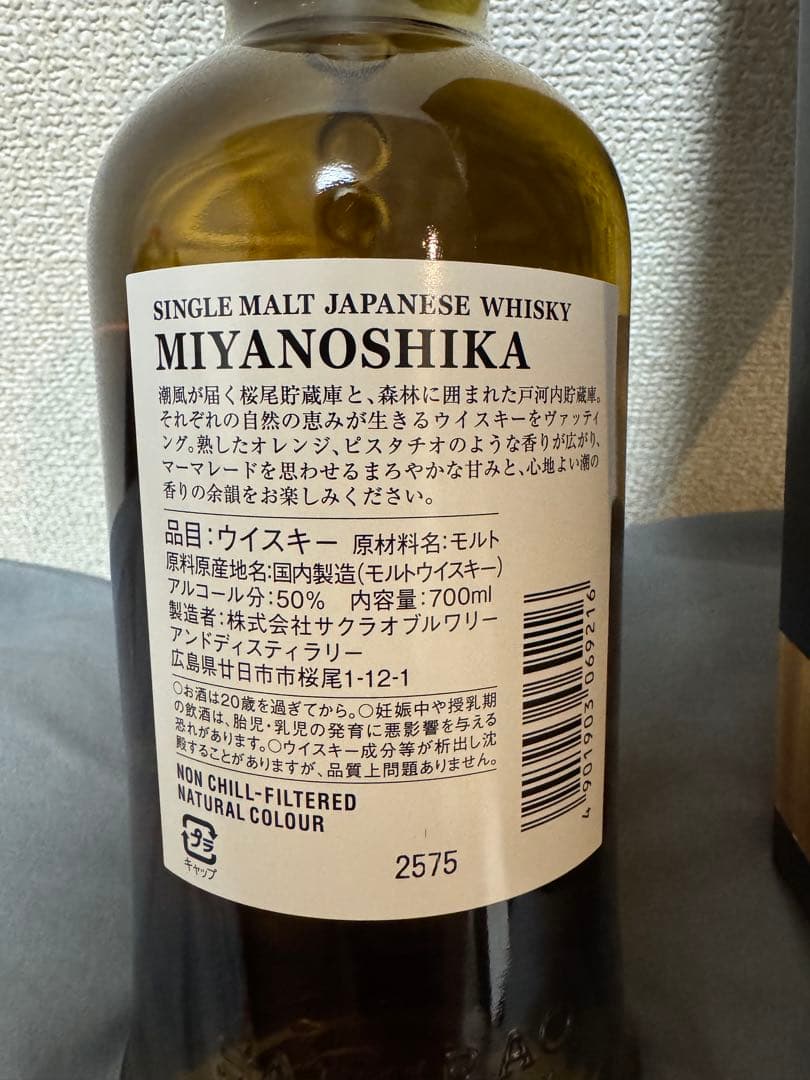 SINGLE MALT JAPANESE WHISKY
MIYANOSHIKA
潮風が届く桜尾貯蔵庫と、森林に囲まれた戸河内貯蔵庫。
それぞれの自然の恵みが生きるウイスキーをヴァッティ
ング。熟したオレンジ、ピスタチオのような香りが広がり、
マーマレードを思わせるまろやかな甘みと、心地よい潮の
香りの余韻をお楽しみください。
品目:ウイスキー 原材料名:モルト
原料原産地名:国内製造(モルトウイスキー)
アルコール分:50% 内容量:700ml
製造者:株式会社サクラオブルワリー
アンドディスティラリー
広島県廿日市市桜尾1-12-1
○お酒は20歳を過ぎてから。○妊娠中や授乳期
の飲酒は、胎児・乳児の発育に悪影響を与える
恐れがあります。○ウイスキー成分等が析出し沈
殿することがありますが、品質上問題ありません。
NON CHILL-FILTERED
NATURAL COLOUR
プラ
キャップ
2575
4 901903 069216